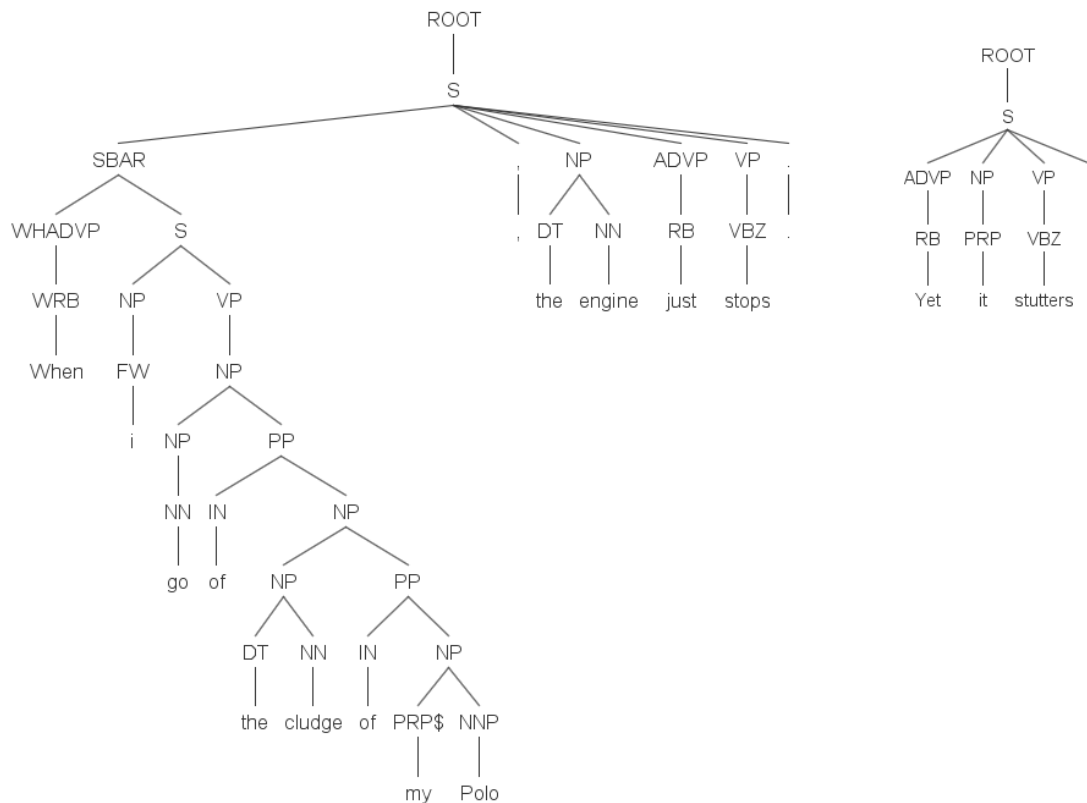 ROOT
S
SBAR , NP ADVP VP .
WHADVP S , DT NN RB VBZ .
WRB NP VP the engine just stops
When FW NP
i NP PP
NN IN NP
go of NP PP
DT NN IN NP
the cludge of PRP$ NNP
my Polo
ROOT
S
ADVP NP VP
RB PRP VBZ
Yet it stutters